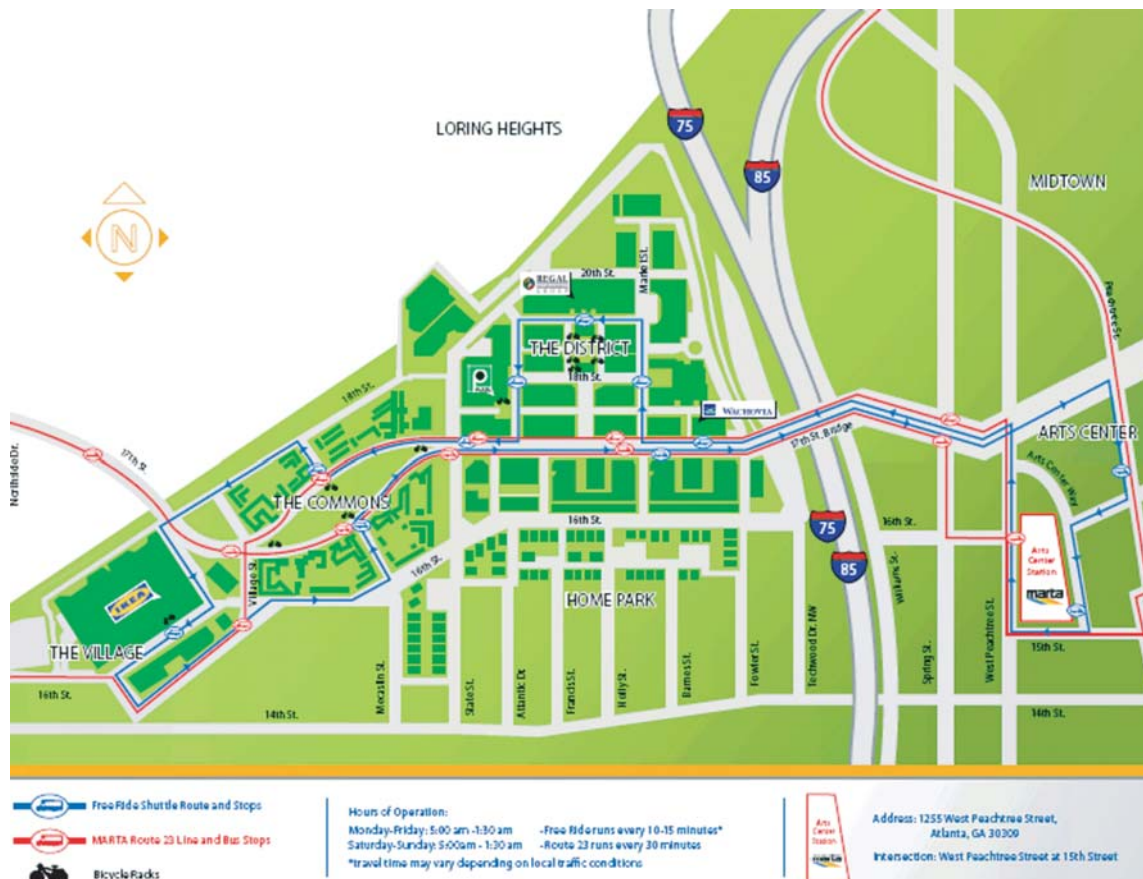 LORING HEIGHTS
75
85
MIDTOWN
N
REGAL
20th St.
Market St.
Peachtree St.
THE DISTRICT
18th St.
PARK
WACHOVIA
18th St.
17th St. Bridge
ARTS CENTER
Northside Dr.
17th St.
THE COMMONS
Arts Center Way
16th St.
16th St.
75
85
Arts
Center
Station
marta
IKEA
Village St.
16th St.
HOME PARK
Williams St.
THE VILLAGE
15th St.
16th St.
Mecaslin St.
State St.
Atlantic Dr.
Francis St.
Holly St.
Barnes St.
Fowler St.
Techwood Dr. NW
Spring St.
West Peachtree St.
14th St.
14th St.
Free Ride Shuttle Route and Stops
MARTA Route 23 Line and Bus Stops
Bicycle Racks
Hours of Operation:
Monday-Friday: 5:00 am -1:30 am -Free Ride runs every 10-15 minutes*
Saturday-Sunday: 5:00am - 1:30 am -Route 23 runs every 30 minutes
*travel time may vary depending on local traffic conditions
Arts
Center
Station
marta
Address: 1255 West Peachtree Street,
Atlanta, GA 30309
Intersection: West Peachtree Street at 15th Street